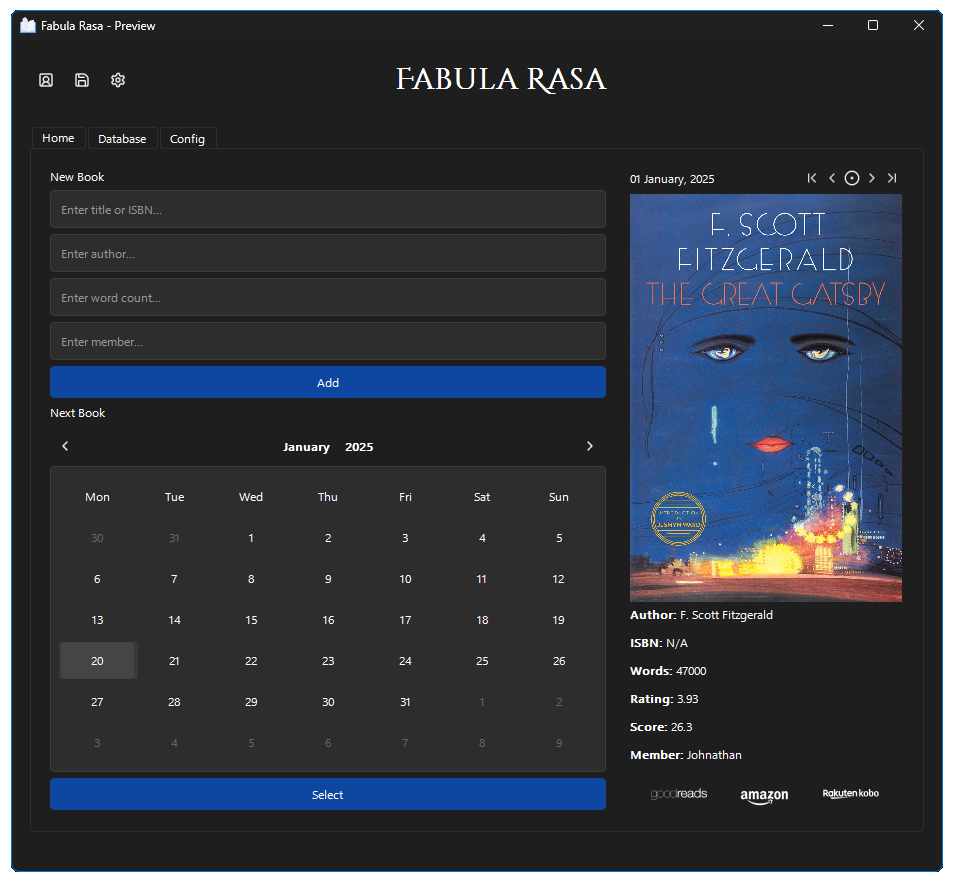 Fabula Rasa - Preview
FABULA RASA
Home Database Config
New Book
Enter title or ISBN...
Enter author...
Enter word count...
Enter member...
Add
Next Book
January 2025
Mon Tue Wed Thu Fri Sat Sun
30 31 1 2 3 4 5
6 7 8 9 10 11 12
13 14 15 16 17 18 19
20 21 22 23 24 25 26
27 28 29 30 31 1 2
3 4 5 6 7 8 9
Select
01 January, 2025
F. SCOTT
FITZGERALD
THE GREAT GATSBY
INTRODUCTION
BY
JESMYN WARD
Author: F. Scott Fitzgerald
ISBN: N/A
Words: 47000
Rating: 3.93
Score: 26.3
Member: Johnathan
goodreads amazon Rakuten kobo